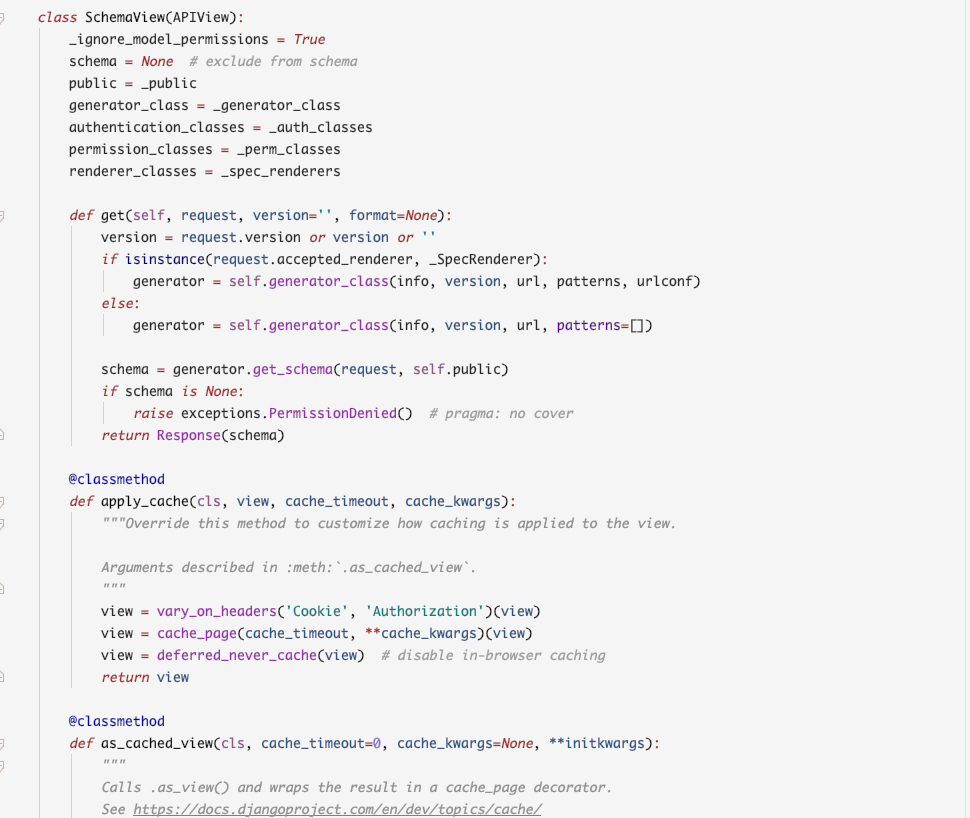 class SchemaView(APIView):
    _ignore_model_permissions = True
    schema = None  # exclude from schema
    public = _public
    generator_class = _generator_class
    authentication_classes = _auth_classes
    permission_classes = _perm_classes
    renderer_classes = _spec_renderers

    def get(self, request, version='', format=None):
        version = request.version or version or ''
        if isinstance(request.accepted_renderer, _SpecRenderer):
            generator = self.generator_class(info, version, url, patterns, urlconf)
        else:
            generator = self.generator_class(info, version, url, patterns=[])

        schema = generator.get_schema(request, self.public)
        if schema is None:
            raise exceptions.PermissionDenied()  # pragma: no cover
        return Response(schema)

    @classmethod
    def apply_cache(cls, view, cache_timeout, cache_kwargs):
        """Override this method to customize how caching is applied to the view.

        Arguments described in :meth:`.as_cached_view`.
        """
        view = vary_on_headers('Cookie', 'Authorization')(view)
        view = cache_page(cache_timeout, **cache_kwargs)(view)
        view = deferred_never_cache(view)  # disable in-browser caching
        return view

    @classmethod
    def as_cached_view(cls, cache_timeout=0, cache_kwargs=None, **initkwargs):
        """
        Calls .as_view() and wraps the result in a cache_page decorator.
        See https://docs.djangoproject.com/en/dev/topics/cache/